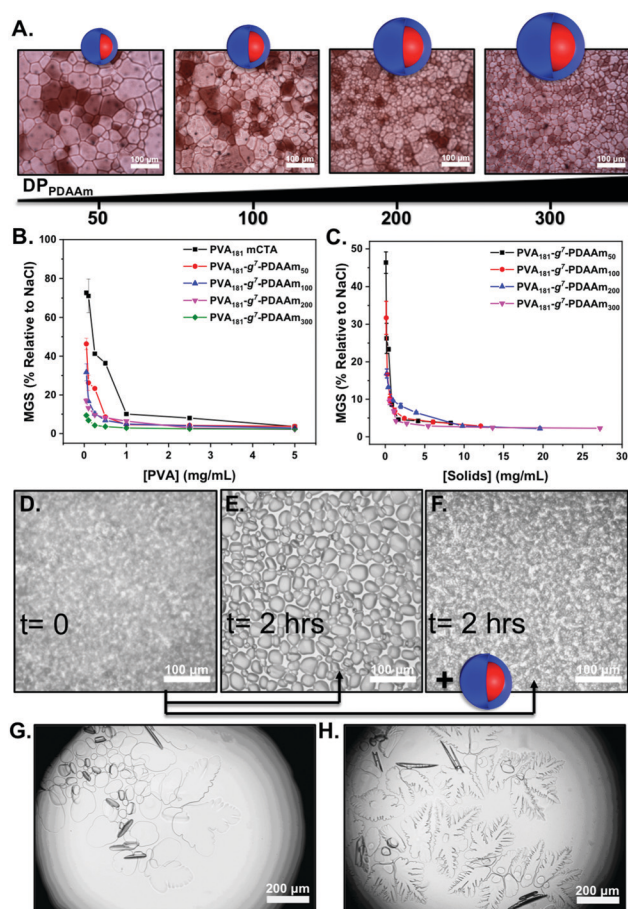 A.
100 µm
100 µm
100 µm
100 µm
DP_PDAAm
50 100 200 300
B.
MGS (% Relative to NaCl)
100
80
60
40
20
0
0 1 2 3 4 5
[PVA] (mg/mL)
PVA₁₈₁ mCTA
PVA₁₈₁-g⁷-PDAAm₅₀
PVA₁₈₁-g⁷-PDAAm₁₀₀
PVA₁₈₁-g⁷-PDAAm₂₀₀
PVA₁₈₁-g⁷-PDAAm₃₀₀
C.
MGS (% Relative to NaCl)
50
40
30
20
10
0
0 5 10 15 20 25 30
[Solids] (mg/mL)
PVA₁₈₁-g⁷-PDAAm₅₀
PVA₁₈₁-g⁷-PDAAm₁₀₀
PVA₁₈₁-g⁷-PDAAm₂₀₀
PVA₁₈₁-g⁷-PDAAm₃₀₀
D.
t= 0
100 µm
E.
t= 2 hrs
100 µm
F.
t= 2 hrs
+
100 µm
G.
200 µm
H.
200 µm